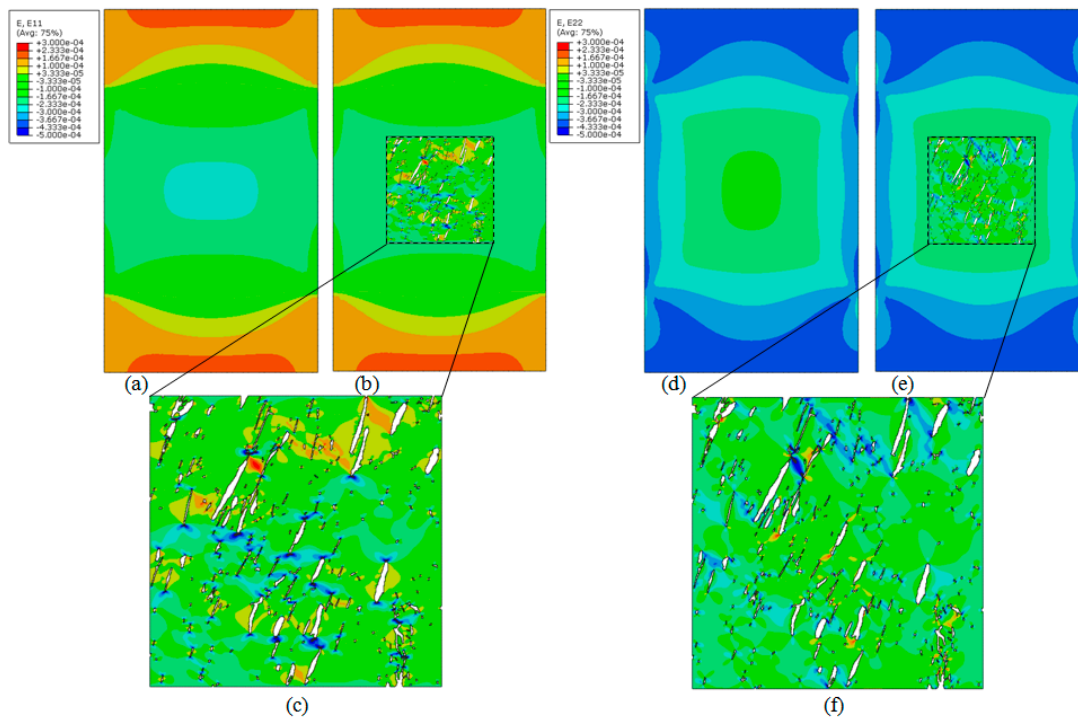 E, E11
(Avg: 75%)
+3.000e-04
+2.333e-04
+1.667e-04
+1.000e-04
+3.333e-05
-3.333e-05
-1.000e-04
-1.667e-04
-2.333e-04
-3.000e-04
-3.667e-04
-4.333e-04
-5.000e-04
E, E22
(Avg: 75%)
+3.000e-04
+2.333e-04
+1.667e-04
+1.000e-04
+3.333e-05
-3.333e-05
-1.000e-04
-1.667e-04
-2.333e-04
-3.000e-04
-3.667e-04
-4.333e-04
-5.000e-04
(a)
(b)
(d)
(e)
(c)
(f)